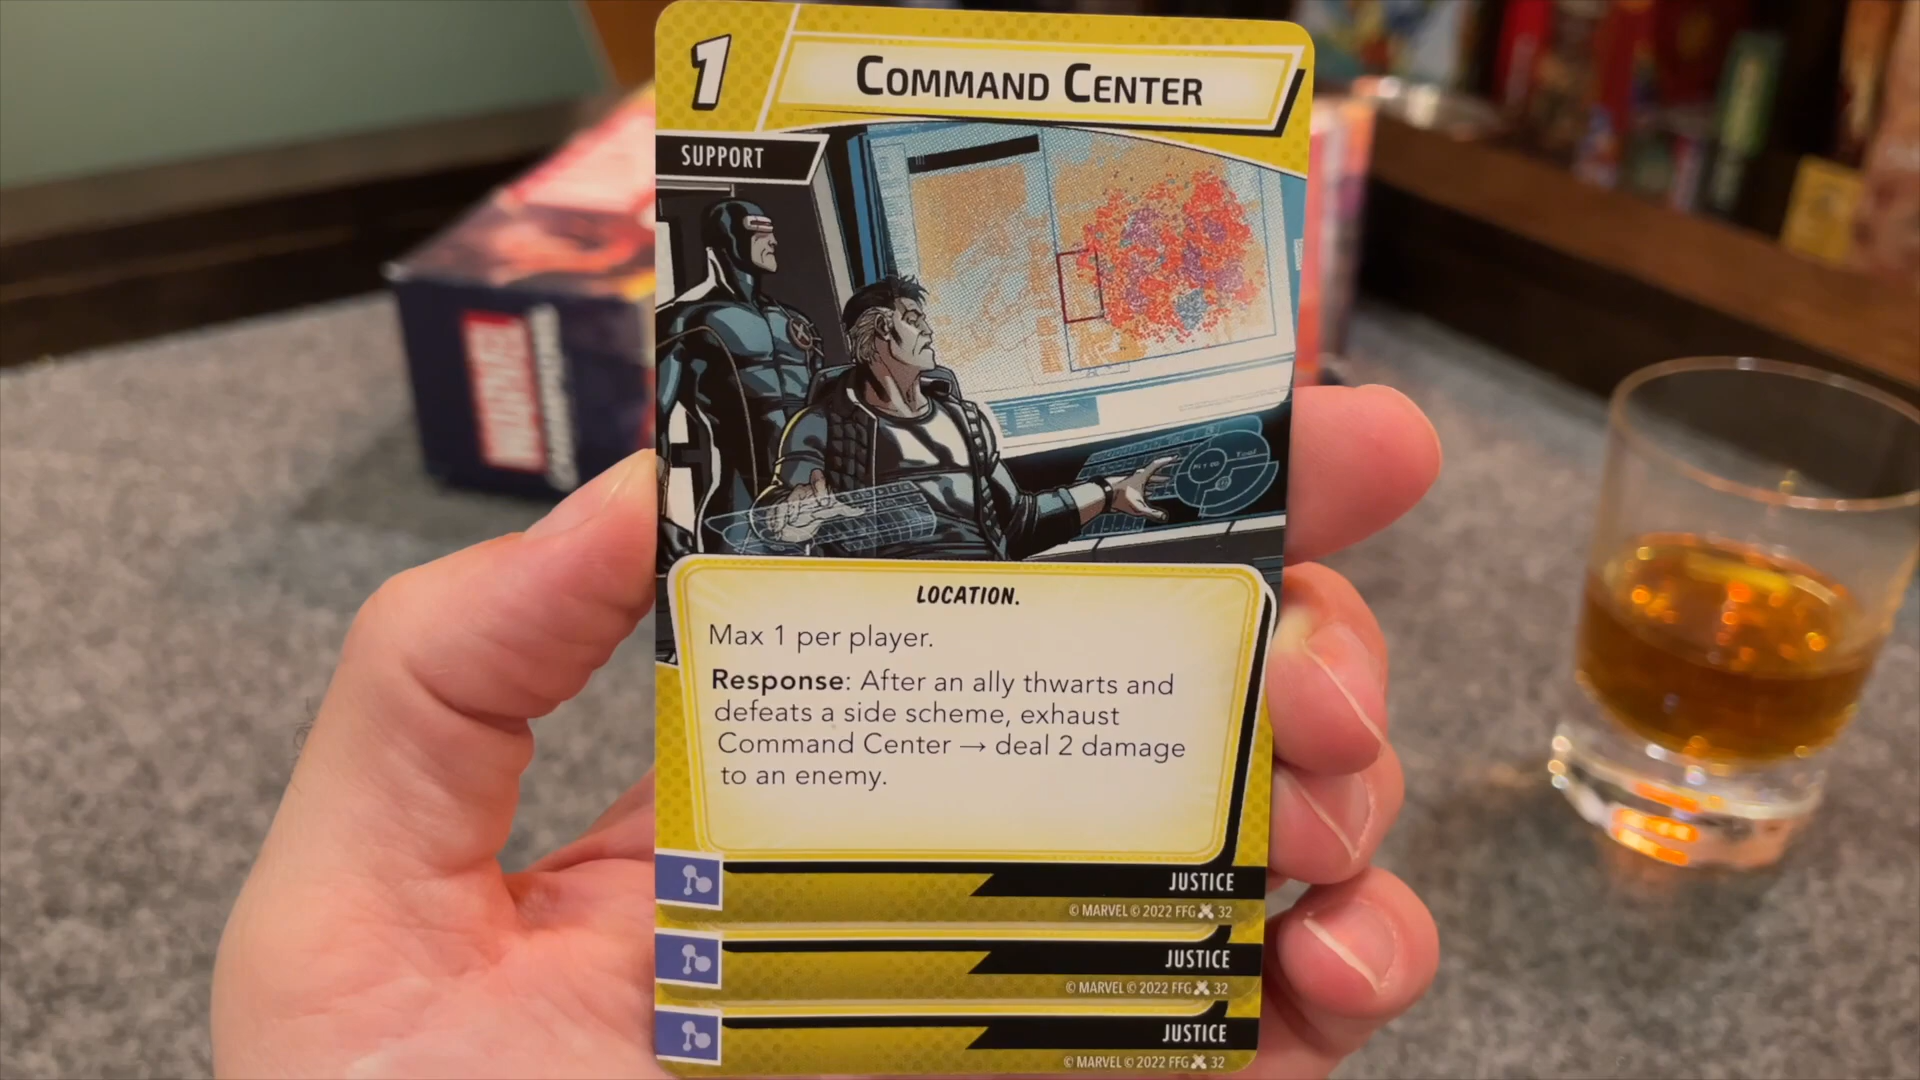 1
COMMAND CENTER
SUPPORT
MARVEL
CHAMPIONS
LOCATION.
Max 1 per player.
Response: After an ally thwarts and
defeats a side scheme, exhaust
Command Center → deal 2 damage
to an enemy.
JUSTICE
© MARVEL © 2022 FFG 32
JUSTICE
© MARVEL © 2022 FFG 32
JUSTICE
© MARVEL © 2022 FFG 32